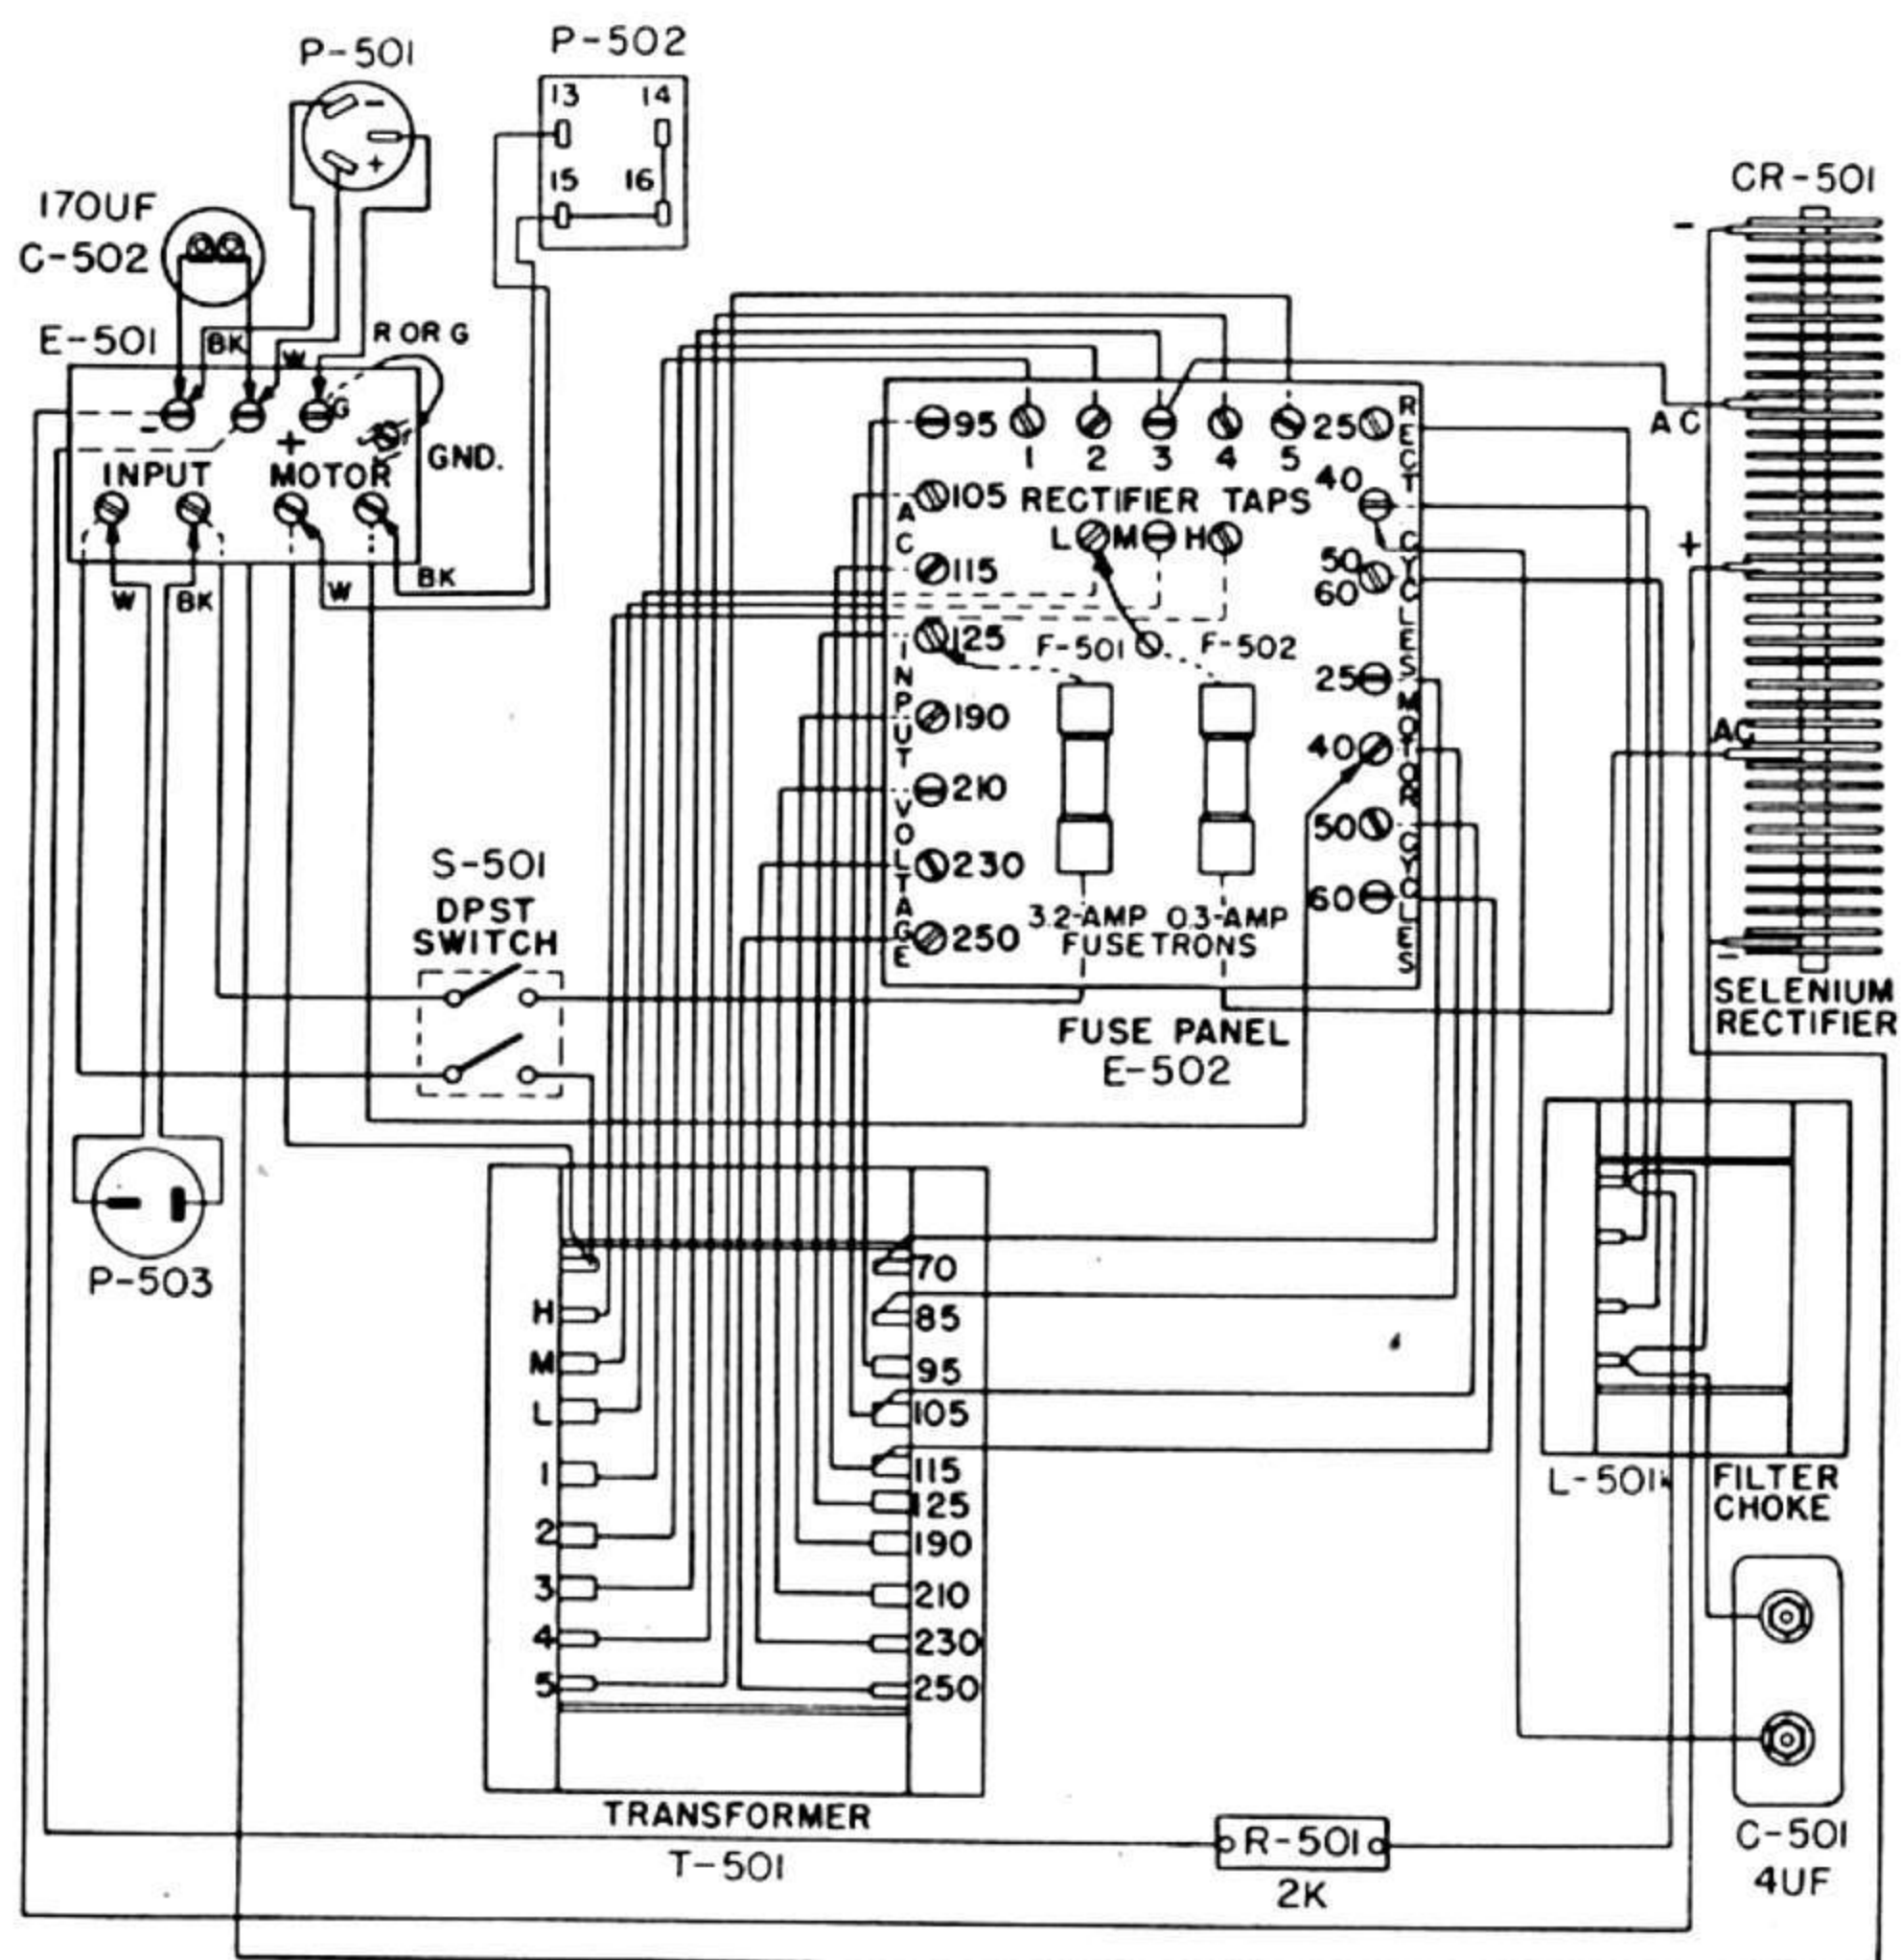 P-501
-
+
P-502
13 14
15 16
170UF
C-502
E-501
BK
W
R OR G
G
-
+
GND.
INPUT MOTOR
W BK
W
BK
CR-501
-
AC
+
AC
-
SELENIUM
RECTIFIER
95
105
115
125
190
210
230
250
AC INPUT VOLTAGE
1 2 3 4 5
RECTIFIER TAPS
L M H
25
40
50
60
RECT CYCLES
25
40
50
60
MOTOR CYCLES
F-501 F-502
3.2-AMP 0.3-AMP
FUSETRONS
FUSE PANEL
E-502
S-501
DPST
SWITCH
P-503
H
M
L
1
2
3
4
5
70
85
95
105
115
125
190
210
230
250
TRANSFORMER
T-501
L-501
FILTER
CHOKE
R-501
2K
C-501
4UF